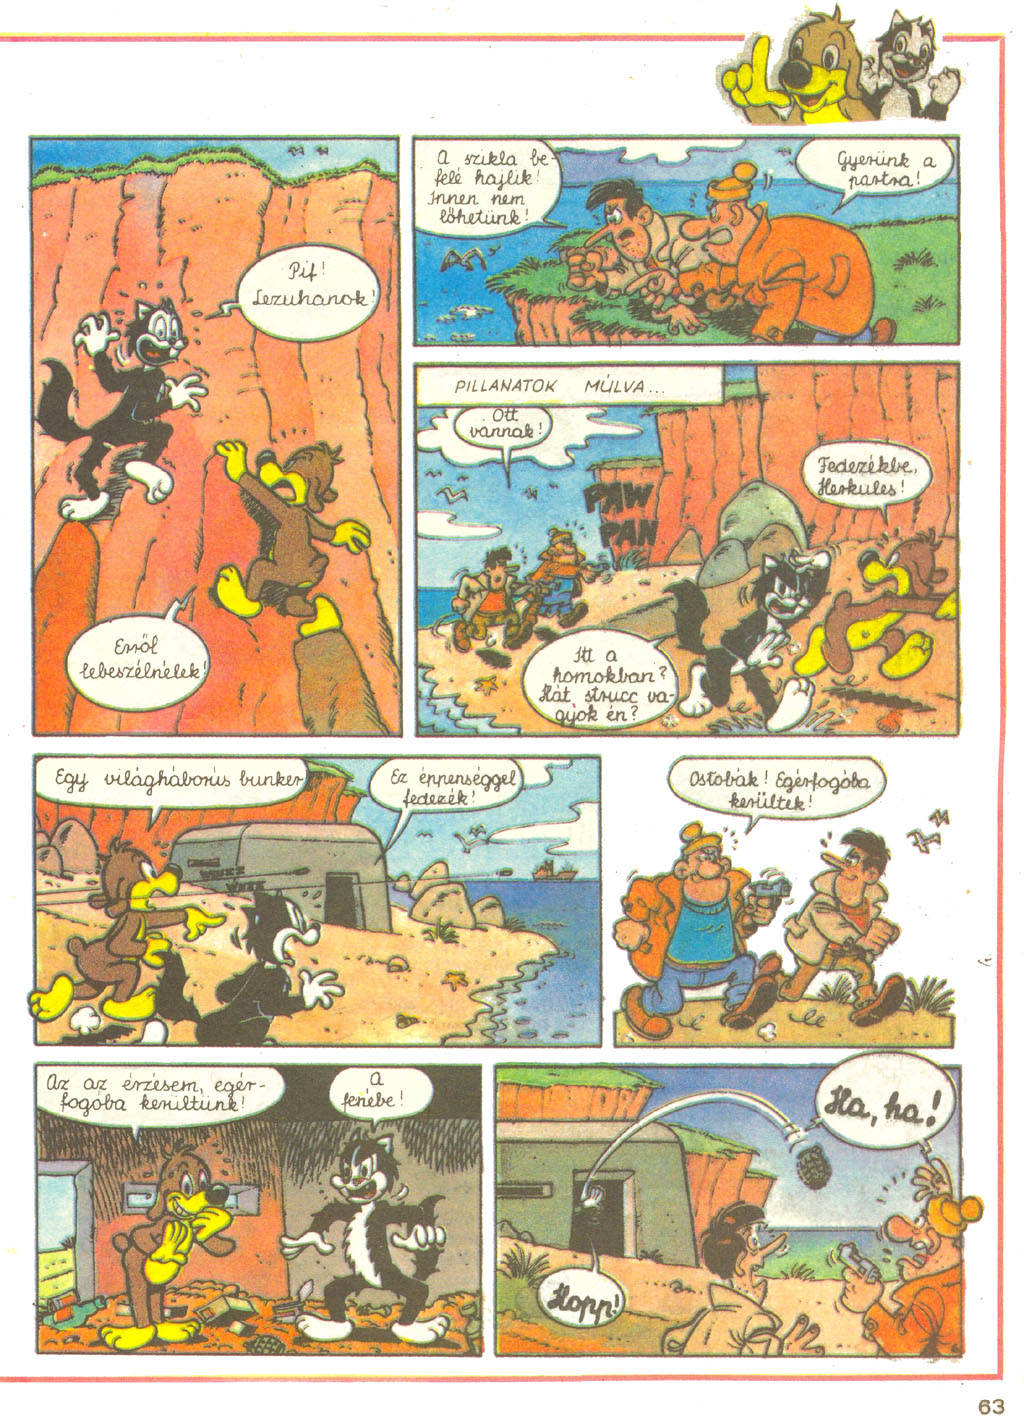 Pif!
Lezuhanok!
Erről
lebeszélnélek!
A szikla be-
felé hajlik!
Innen nem
lőhetünk!
Gyerünk a
partra!
PILLANATOK MÚLVA...
Ott
vannak!
PAW
PAN
Fedezékbe,
Herkules!
Itt a
homokban?
Hát strucc va-
gyok én?
Egy világháborús bunker
Ez éppenséggel
fedezék!
Ostobák! Egérfogóba
kerültek!
Az az érzésem, egér-
fogóba kerültünk!
A
fenébe!
Ha, ha!
Hopp!
63